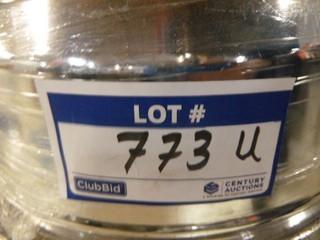 LOT #
773 U
ClubBid
CENTURY
AUCTIONS